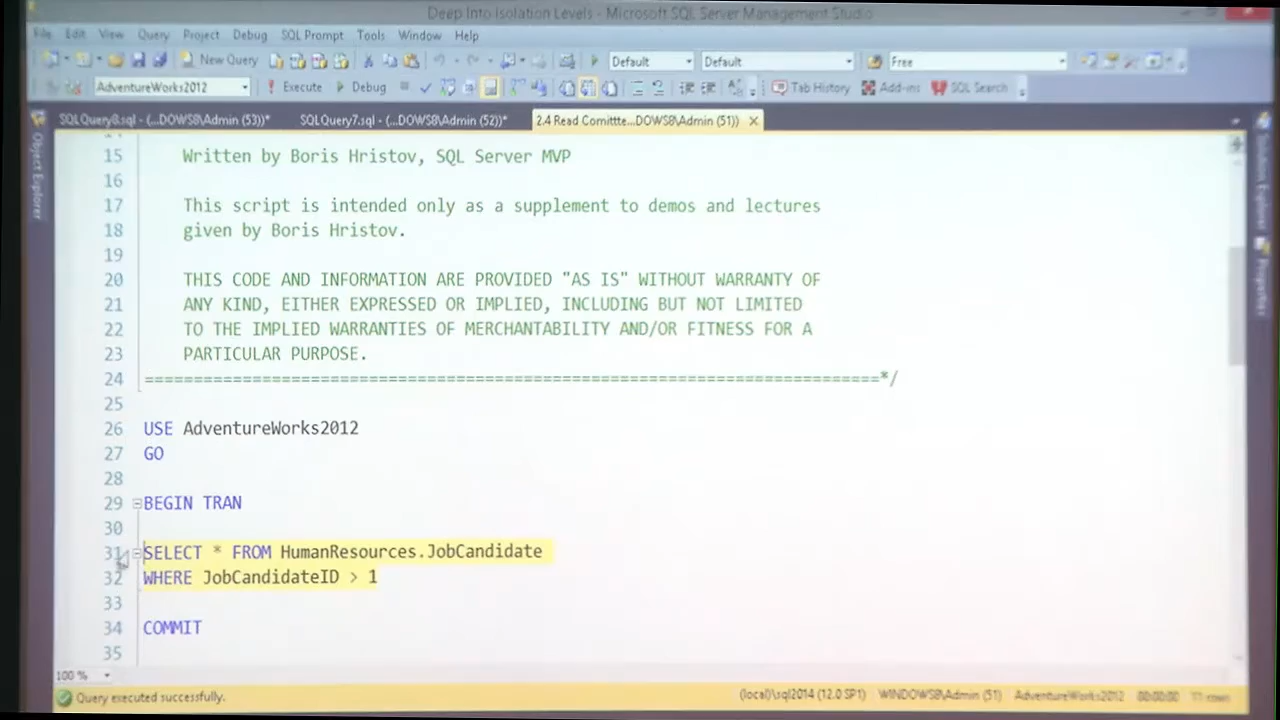 Deep Into Isolation Levels - Microsoft SQL Server Management Studio
File Edit View Query Project Debug SQL Prompt Tools Window Help
New Query Default Default Free
AdventureWorks2012 Execute Debug Tab History Add-ins SQL Search
SQLQuery8.sql - (...DOWS8\Admin (53))* SQLQuery7.sql - (...DOWS8\Admin (52))* 2.4 Read Comittte...DOWS8\Admin (51))
Object Explorer
Solution Explorer
Properties
15 Written by Boris Hristov, SQL Server MVP
16
17 This script is intended only as a supplement to demos and lectures
18 given by Boris Hristov.
19
20 THIS CODE AND INFORMATION ARE PROVIDED "AS IS" WITHOUT WARRANTY OF
21 ANY KIND, EITHER EXPRESSED OR IMPLIED, INCLUDING BUT NOT LIMITED
22 TO THE IMPLIED WARRANTIES OF MERCHANTABILITY AND/OR FITNESS FOR A
23 PARTICULAR PURPOSE.
24 ===========================================================================*/
25
26 USE AdventureWorks2012
27 GO
28
29 BEGIN TRAN
30
31 SELECT * FROM HumanResources.JobCandidate
32 WHERE JobCandidateID > 1
33
34 COMMIT
35
100 %
Query executed successfully. (local)\sql2014 (12.0 SP1) WINDOWS8\Admin (51) AdventureWorks2012 00:00:00 11 rows